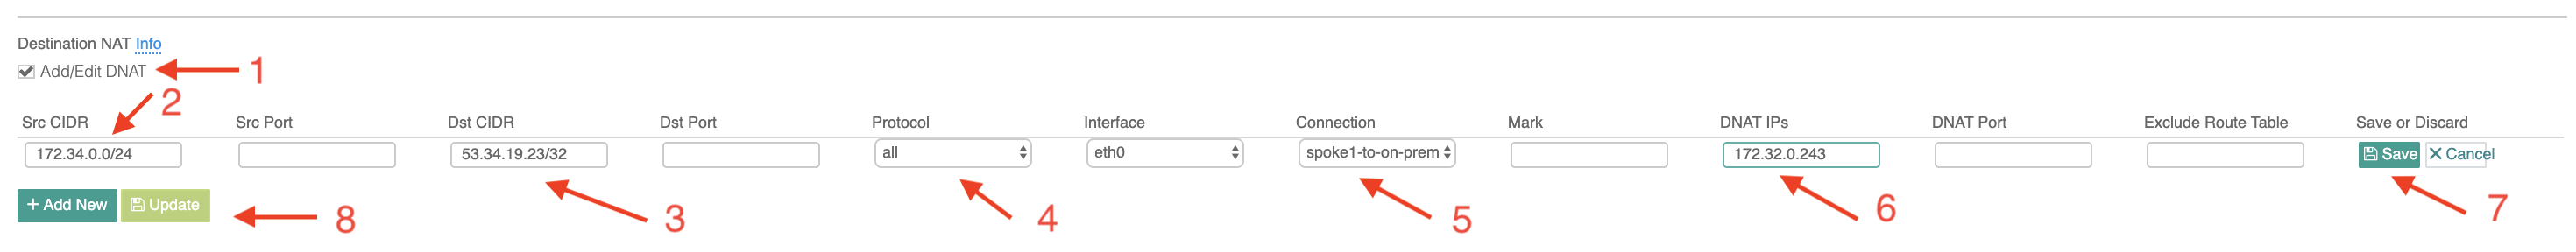 Destination NAT Info
Add/Edit DNAT 1
2
Src CIDR Src Port Dst CIDR Dst Port Protocol Interface Connection Mark DNAT IPs DNAT Port Exclude Route Table Save or Discard
172.34.0.0/24 53.34.19.23/32 all eth0 spoke1-to-on-prem 172.32.0.243 Save Cancel
+ Add New Update 8 3 4 5 6 7